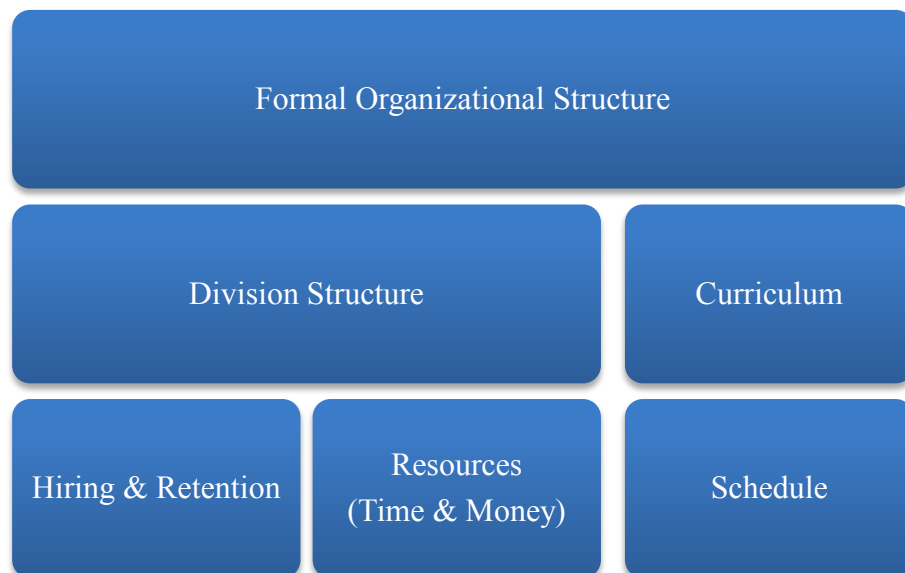 Formal Organizational Structure
Division Structure
Curriculum
Hiring & Retention
Resources
(Time & Money)
Schedule